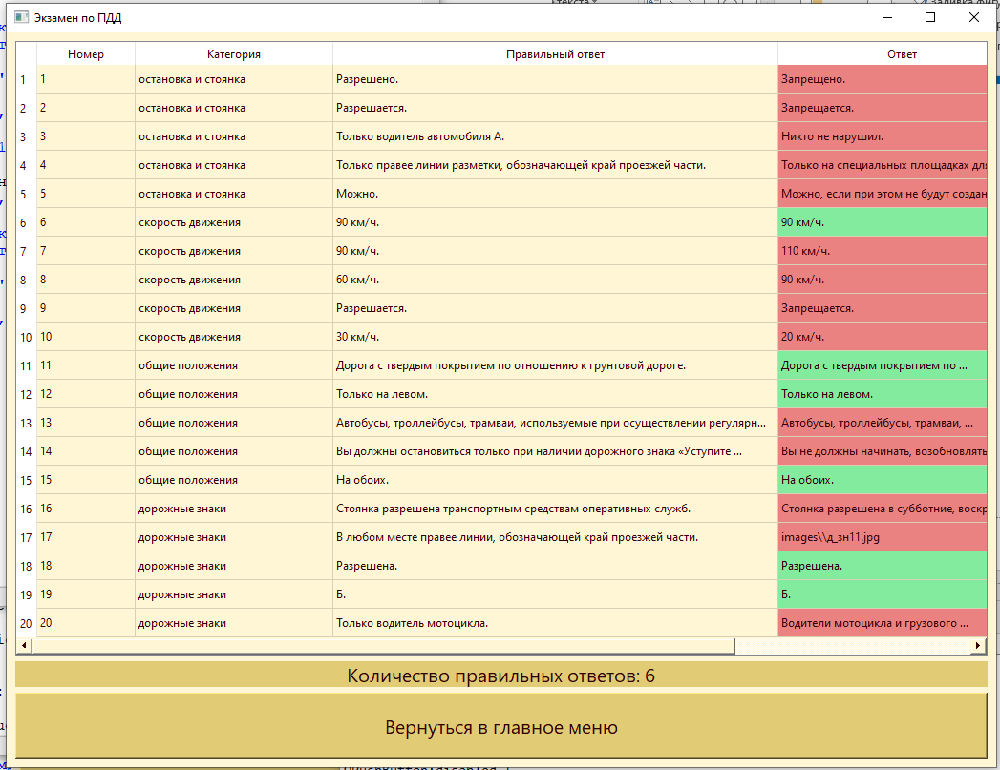 Экзамен по ПДД
Номер Категория Правильный ответ Ответ
1 1 остановка и стоянка Разрешено. Запрещено.
2 2 остановка и стоянка Разрешается. Запрещается.
3 3 остановка и стоянка Только водитель автомобиля А. Никто не нарушил.
4 4 остановка и стоянка Только правее линии разметки, обозначающей край проезжей части. Только на специальных площадках для
5 5 остановка и стоянка Можно. Можно, если при этом не будут создан
6 6 скорость движения 90 км/ч. 90 км/ч.
7 7 скорость движения 90 км/ч. 110 км/ч.
8 8 скорость движения 60 км/ч. 90 км/ч.
9 9 скорость движения Разрешается. Запрещается.
10 10 скорость движения 30 км/ч. 20 км/ч.
11 11 общие положения Дорога с твердым покрытием по отношению к грунтовой дороге. Дорога с твердым покрытием по ...
12 12 общие положения Только на левом. Только на левом.
13 13 общие положения Автобусы, троллейбусы, трамваи, используемые при осуществлении регулярн... Автобусы, троллейбусы, трамваи, ...
14 14 общие положения Вы должны остановиться только при наличии дорожного знака «Уступите ... Вы не должны начинать, возобновлять
15 15 общие положения На обоих. На обоих.
16 16 дорожные знаки Стоянка разрешена транспортным средствам оперативных служб. Стоянка разрешена в субботние, воскр
17 17 дорожные знаки В любом месте правее линии, обозначающей край проезжей части. images\\д_зн11.jpg
18 18 дорожные знаки Разрешена. Разрешена.
19 19 дорожные знаки Б. Б.
20 20 дорожные знаки Только водитель мотоцикла. Водители мотоцикла и грузового ...
Количество правильных ответов: 6
Вернуться в главное меню